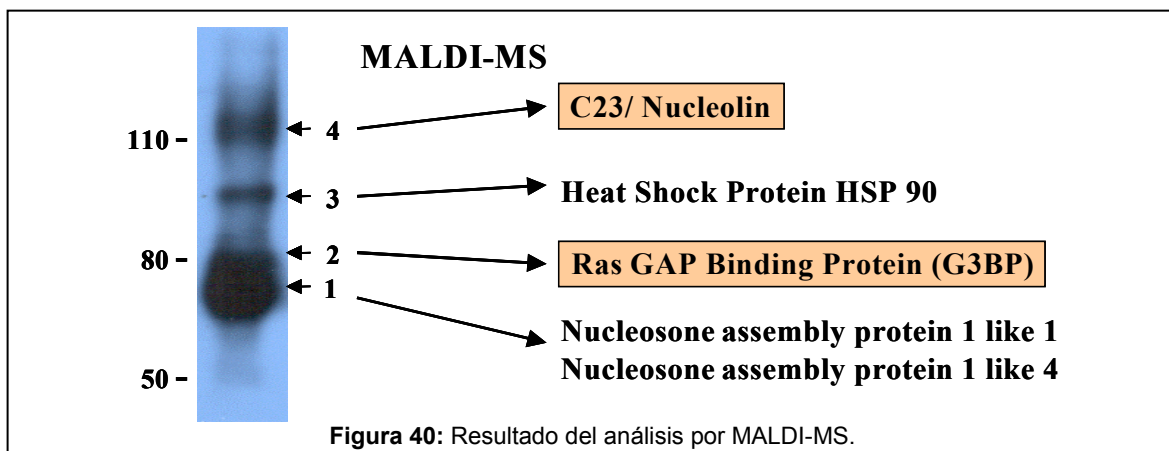 MALDI-MS
C23/ Nucleolin
110 –
4
3
Heat Shock Protein HSP 90
80 –
2
Ras GAP Binding Protein (G3BP)
1
Nucleosone assembly protein 1 like 1
Nucleosone assembly protein 1 like 4
50 –
Figura 40: Resultado del análisis por MALDI-MS.